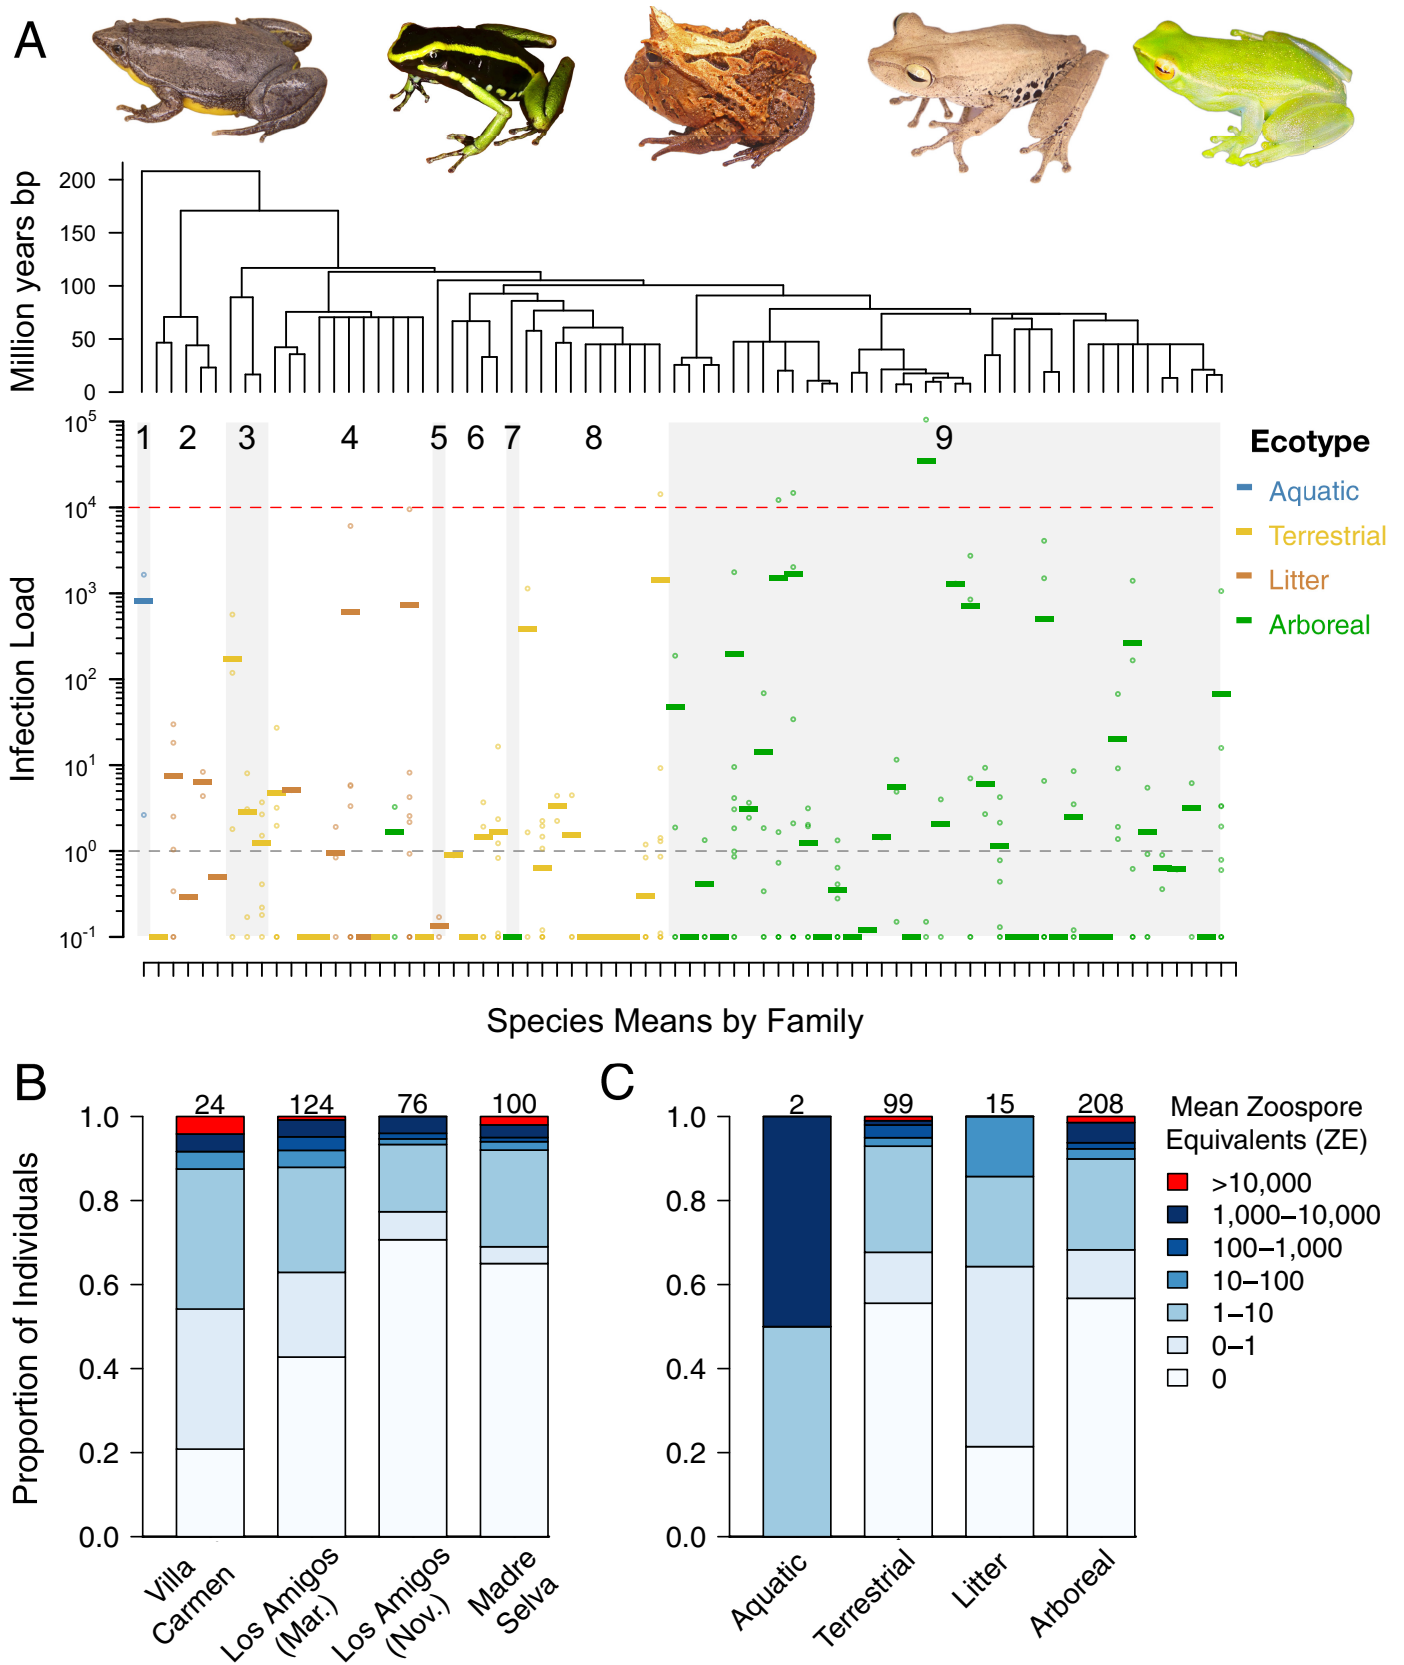 A
Million years bp
200
150
100
50
0
Infection Load
10^5
10^4
10^3
10^2
10^1
10^0
10^-1
1 2 3 4 5 6 7 8 9
Ecotype
Aquatic
Terrestrial
Litter
Arboreal
Species Means by Family
B
Proportion of Individuals
1.0
0.8
0.6
0.4
0.2
0.0
24 124 76 100
Villa
Carmen
Los Amigos
(Mar.)
Los Amigos
(Nov.)
Madre
Selva
C
1.0
0.8
0.6
0.4
0.2
0.0
2 99 15 208
Aquatic
Terrestrial
Litter
Arboreal
Mean Zoospore
Equivalents (ZE)
>10,000
1,000–10,000
100–1,000
10–100
1–10
0–1
0